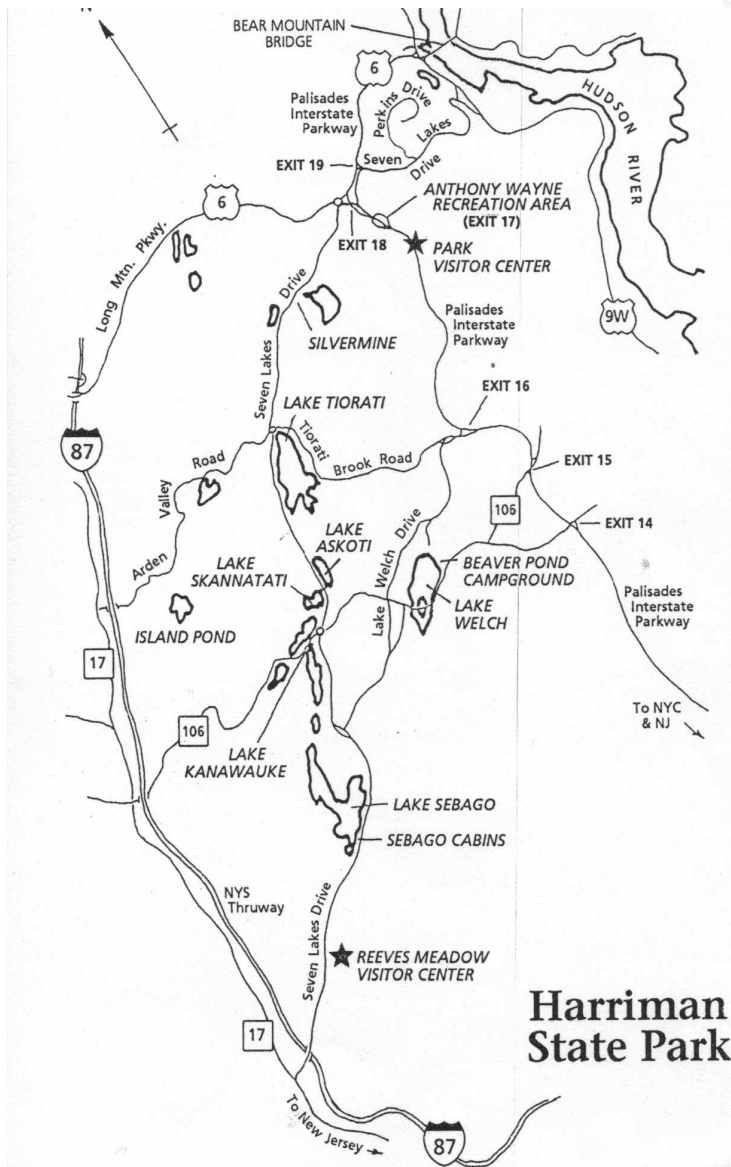 N
BEAR MOUNTAIN
BRIDGE
6
Palisades
Interstate
Parkway
Perkins Drive
HUDSON
RIVER
Seven Lakes Drive
EXIT 19
ANTHONY WAYNE
RECREATION AREA
(EXIT 17)
6
EXIT 18
PARK
VISITOR CENTER
Long Mtn. Pkwy.
Seven Lakes Drive
Palisades
Interstate
Parkway
9W
SILVERMINE
EXIT 16
LAKE TIORATI
87
Tiorati Brook Road
EXIT 15
Arden Valley Road
106
EXIT 14
LAKE
ASKOTI
Lake Welch Drive
BEAVER POND
CAMPGROUND
LAKE
SKANNATATI
LAKE
WELCH
Palisades
Interstate
Parkway
ISLAND POND
17
To NYC
& NJ
106
LAKE
KANAWAUKE
LAKE SEBAGO
SEBAGO CABINS
NYS
Thruway
Seven Lakes Drive
REEVES MEADOW
VISITOR CENTER
Harriman
State Park
17
To New Jersey
87